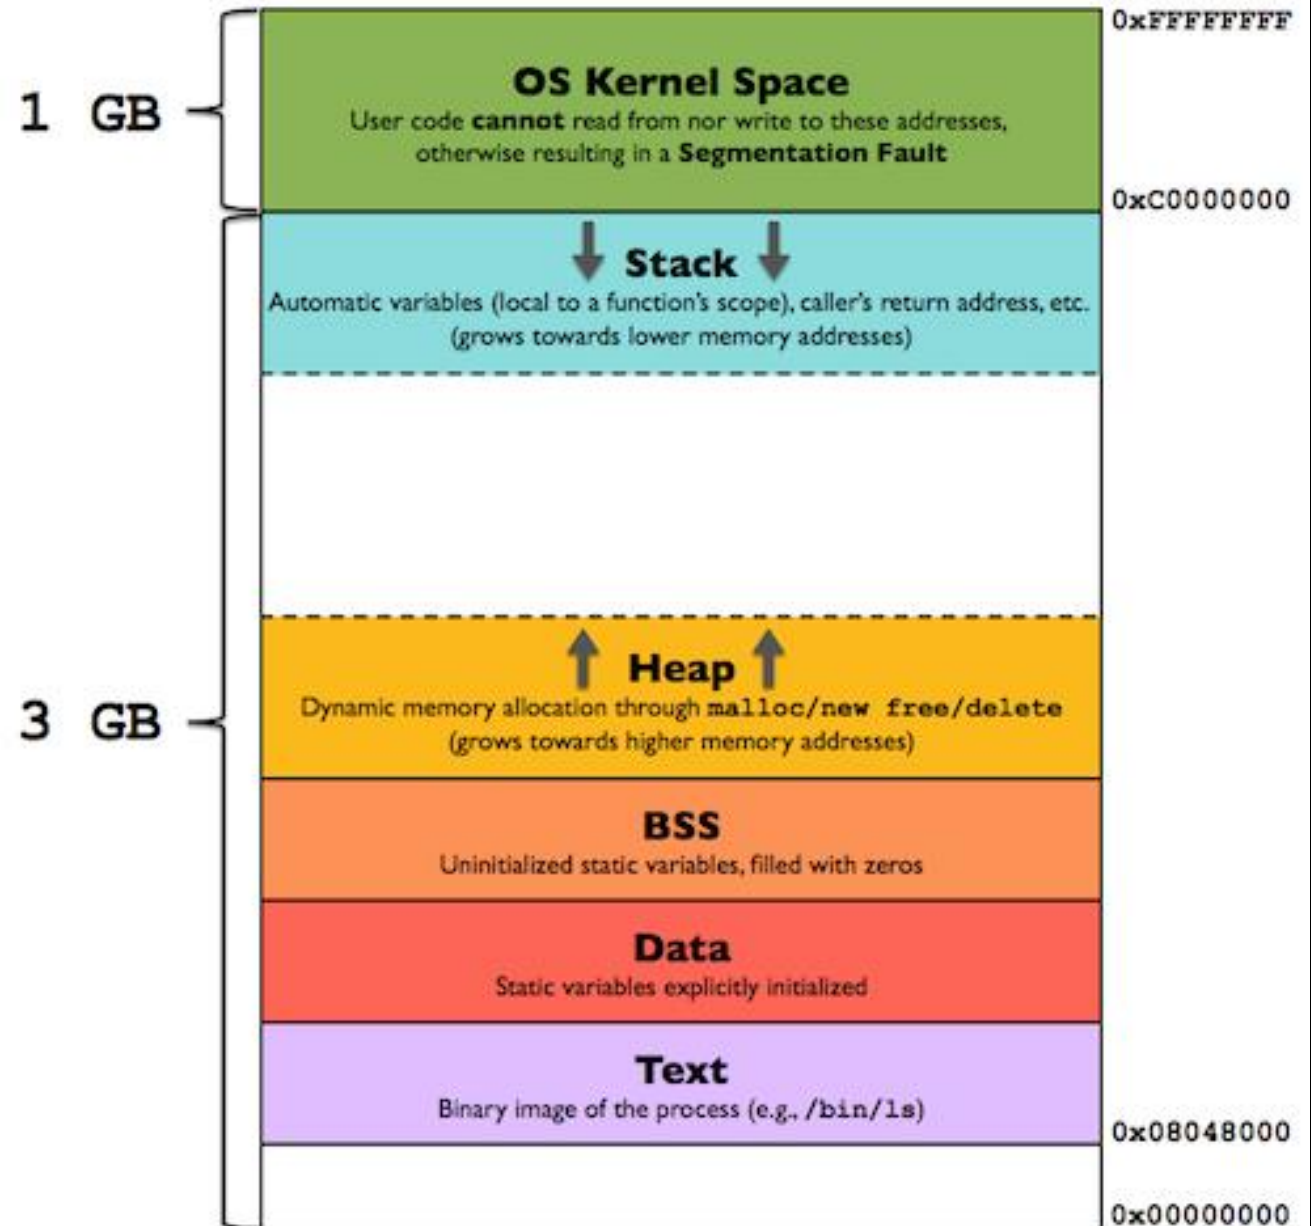 0xFFFFFFFF
OS Kernel Space
1 GB
User code cannot read from nor write to these addresses,
otherwise resulting in a Segmentation Fault
0xC0000000
Stack
Automatic variables (local to a function's scope), caller's return address, etc.
(grows towards lower memory addresses)
Heap
3 GB
Dynamic memory allocation through malloc/new free/delete
(grows towards higher memory addresses)
BSS
Uninitialized static variables, filled with zeros
Data
Static variables explicitly initialized
Text
Binary image of the process (e.g., /bin/ls)
0x08048000
0x00000000